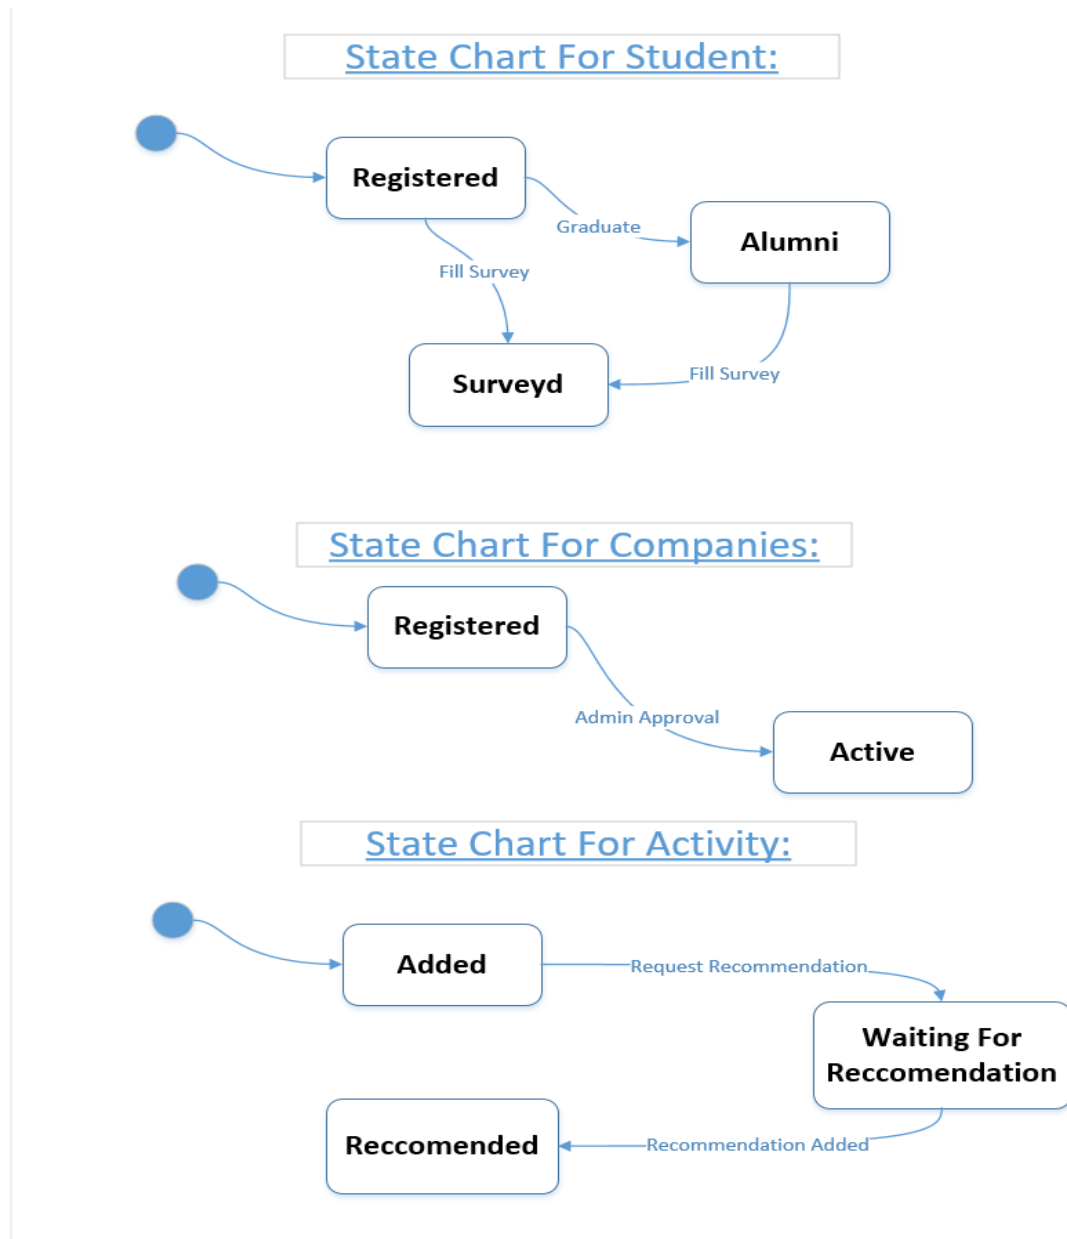 State Chart For Student:
Registered
Graduate
Alumni
Fill Survey
Fill Survey
Surveyd
State Chart For Companies:
Registered
Admin Approval
Active
State Chart For Activity:
Added
Request Recommendation
Waiting For
Reccomendation
Reccomended
Recommendation Added